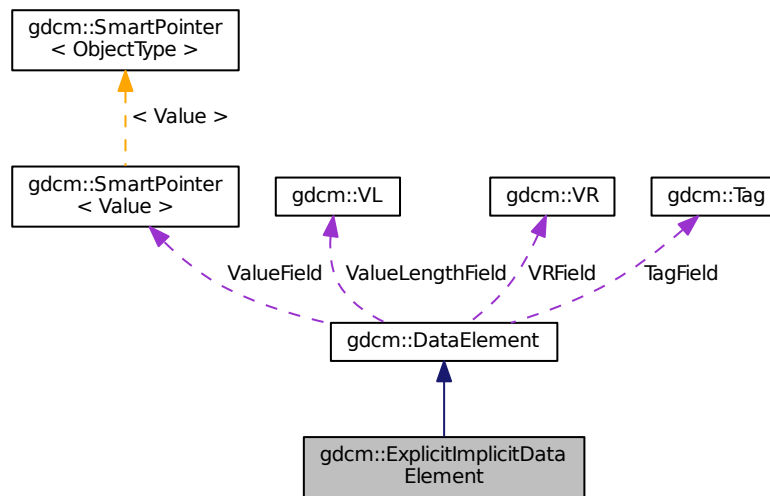 gdcm::SmartPointer
< ObjectType >
< Value >
gdcm::SmartPointer
< Value >
gdcm::VL
gdcm::VR
gdcm::Tag
ValueField
ValueLengthField
VRField
TagField
gdcm::DataElement
gdcm::ExplicitImplicitData
Element